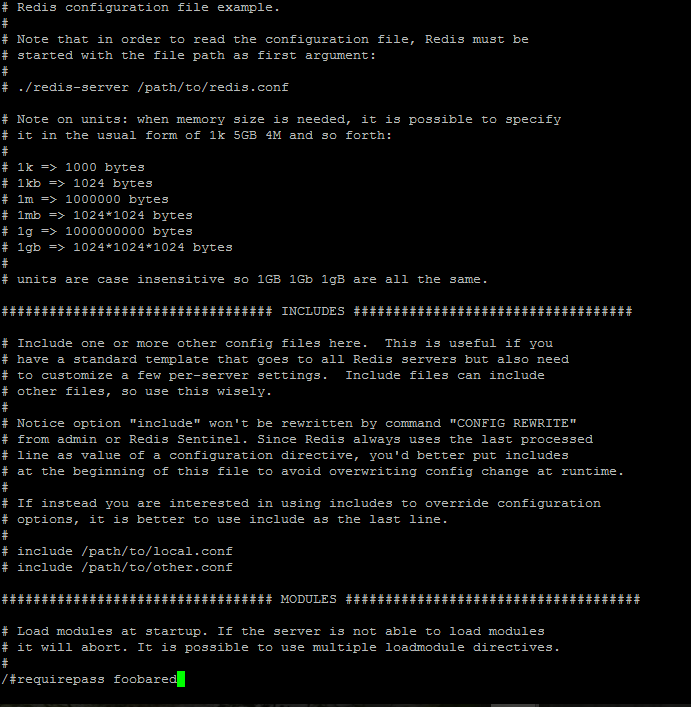 # Redis configuration file example.
#
# Note that in order to read the configuration file, Redis must be
# started with the file path as first argument:
#
# ./redis-server /path/to/redis.conf

# Note on units: when memory size is needed, it is possible to specify
# it in the usual form of 1k 5GB 4M and so forth:
#
# 1k => 1000 bytes
# 1kb => 1024 bytes
# 1m => 1000000 bytes
# 1mb => 1024*1024 bytes
# 1g => 1000000000 bytes
# 1gb => 1024*1024*1024 bytes
#
# units are case insensitive so 1GB 1Gb 1gB are all the same.

################################## INCLUDES ###################################

# Include one or more other config files here.  This is useful if you
# have a standard template that goes to all Redis servers but also need
# to customize a few per-server settings.  Include files can include
# other files, so use this wisely.
#
# Notice option "include" won't be rewritten by command "CONFIG REWRITE"
# from admin or Redis Sentinel. Since Redis always uses the last processed
# line as value of a configuration directive, you'd better put includes
# at the beginning of this file to avoid overwriting config change at runtime.
#
# If instead you are interested in using includes to override configuration
# options, it is better to use include as the last line.
#
# include /path/to/local.conf
# include /path/to/other.conf

################################## MODULES #####################################

# Load modules at startup. If the server is not able to load modules
# it will abort. It is possible to use multiple loadmodule directives.
#
/#requirepass foobared